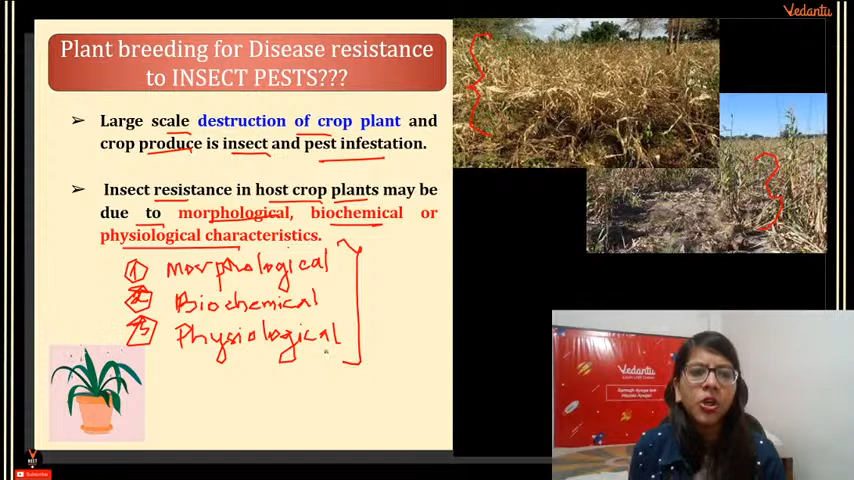 Vedantu
Plant breeding for Disease resistance
to INSECT PESTS???
➢ Large scale destruction of crop plant and
crop produce is insect and pest infestation.
➢ Insect resistance in host crop plants may be
due to morphological, biochemical or
physiological characteristics.
1 Morphological
2 Biochemical
3 Physiological
Vedantu
NEET
Subscribe